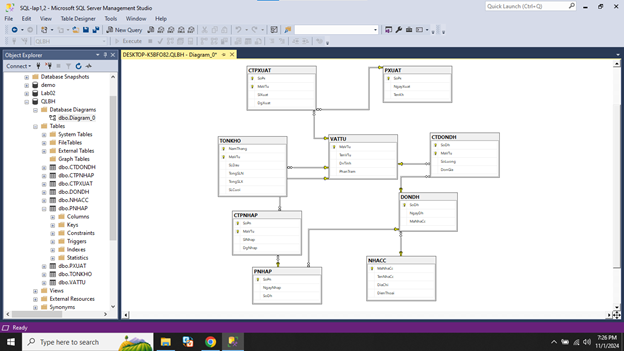 SQL-lap1,2 - Microsoft SQL Server Management Studio
Quick Launch (Ctrl+Q)
File Edit View Project Table Designer Tools Window Help
New Query
QLBH
Execute
Object Explorer
Connect
Database Snapshots
demo
Lab02
QLBH
Database Diagrams
dbo.Diagram_0
Tables
System Tables
FileTables
External Tables
Graph Tables
dbo.CTDONDH
dbo.CTPNHAP
dbo.CTPXUAT
dbo.DONDH
dbo.NHACC
dbo.PNHAP
Columns
Keys
Constraints
Triggers
Indexes
Statistics
dbo.PXUAT
dbo.TONKHO
dbo.VATTU
Views
External Resources
Synonyms
DESKTOP-K5BFO62.QLBH - Diagram_0*
CTPXUAT
SoPx
MaVTu
SlXuat
DgXuat
PXUAT
SoPx
NgayXuat
TenKh
TONKHO
NamThang
MaVTu
SLDau
TongSLN
TongSLX
SLCuoi
VATTU
MaVTu
TenVTu
DvTinh
PhanTram
CTDONDH
SoDH
MaVTu
SoLuong
DONDH
SoDH
NgayDH
MaNhaCc
CTPNHAP
SoPn
MaVTu
SlNhap
DgNhap
PNHAP
SoPn
NgayNhap
SoDH
NHACC
MaNhaCc
TenNhaCc
DiaChi
DienThoai
Ready
Type here to search
7:26 PM
11/1/2024